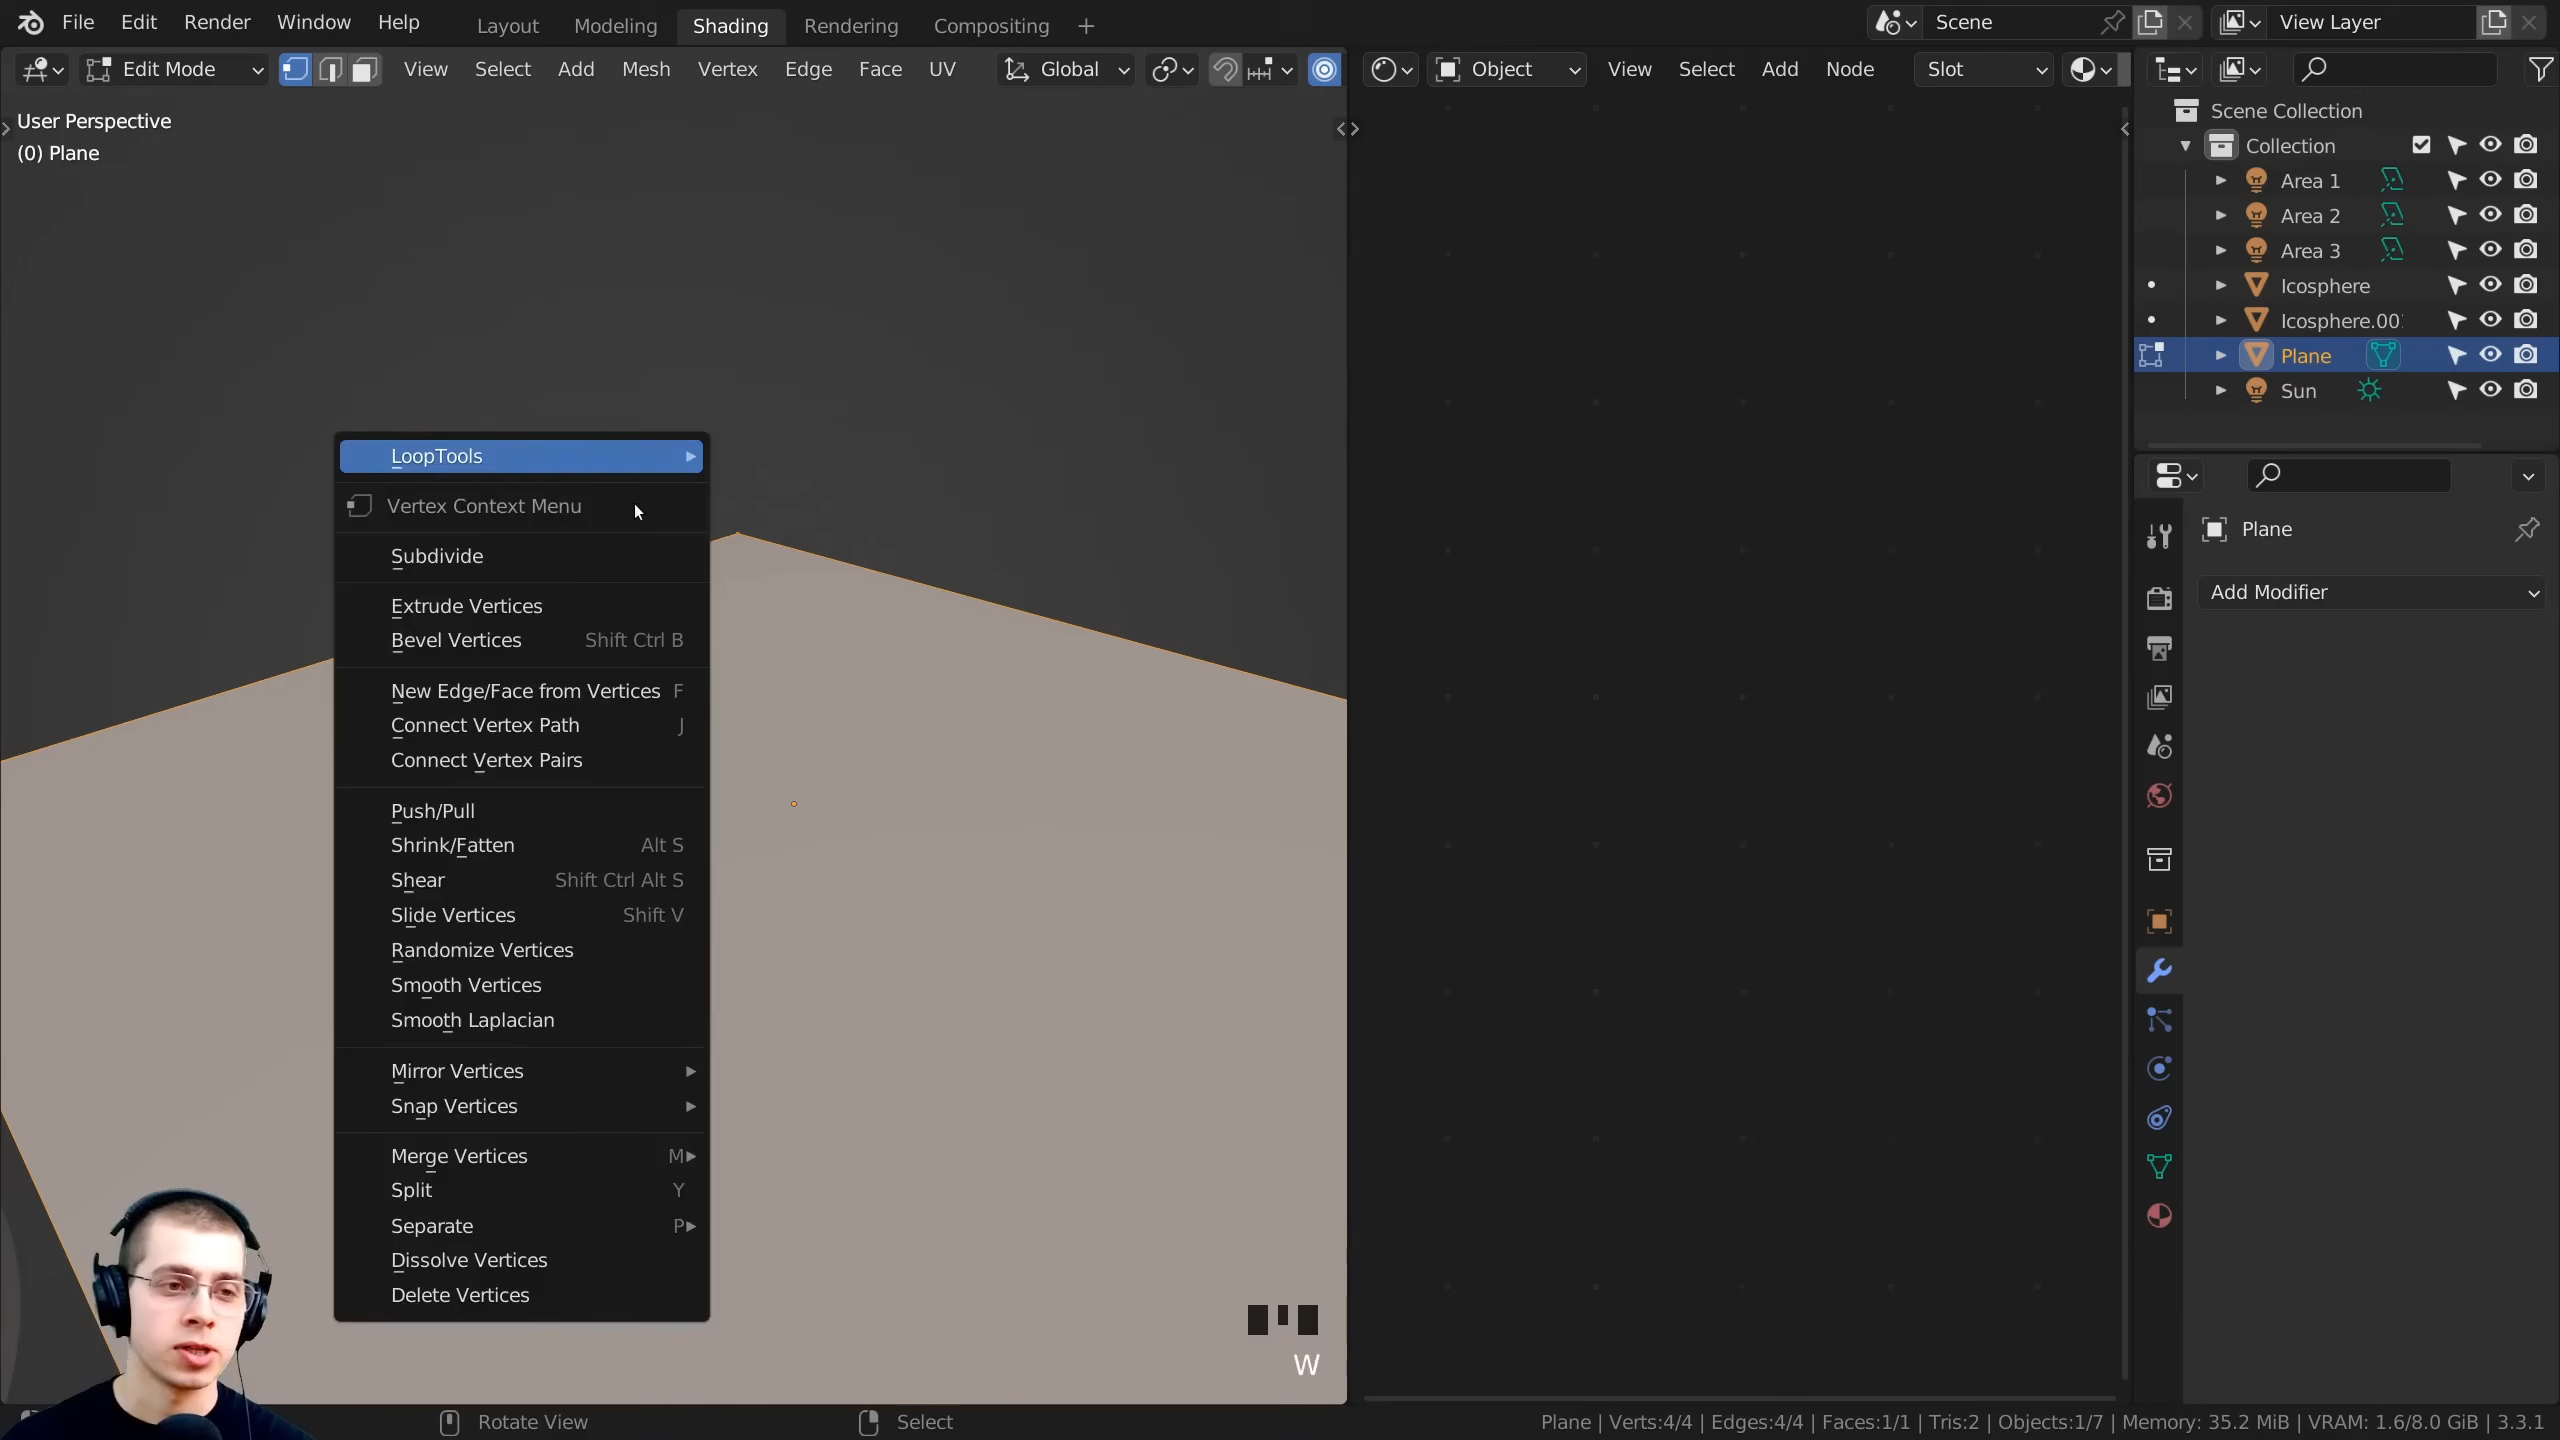 File Edit Render Window Help Layout Modeling Shading Rendering Compositing + Scene View Layer
Edit Mode View Select Add Mesh Vertex Edge Face UV Global Object View Select Add Node Slot
User Perspective
(0) Plane
LoopTools
Vertex Context Menu
Subdivide
Extrude Vertices
Bevel Vertices Shift Ctrl B
New Edge/Face from Vertices F
Connect Vertex Path J
Connect Vertex Pairs
Push/Pull
Shrink/Fatten Alt S
Shear Shift Ctrl Alt S
Slide Vertices Shift V
Randomize Vertices
Smooth Vertices
Smooth Laplacian
Mirror Vertices
Snap Vertices
Merge Vertices M
Split Y
Separate P
Dissolve Vertices
Delete Vertices
W
Scene Collection
Collection
Area 1
Area 2
Area 3
Icosphere
Icosphere.00
Plane
Sun
Plane
Add Modifier
Rotate View Select Plane | Verts:4/4 | Edges:4/4 | Faces:1/1 | Tris:2 | Objects:1/7 | Memory: 35.2 MiB | VRAM: 1.6/8.0 GiB | 3.3.1